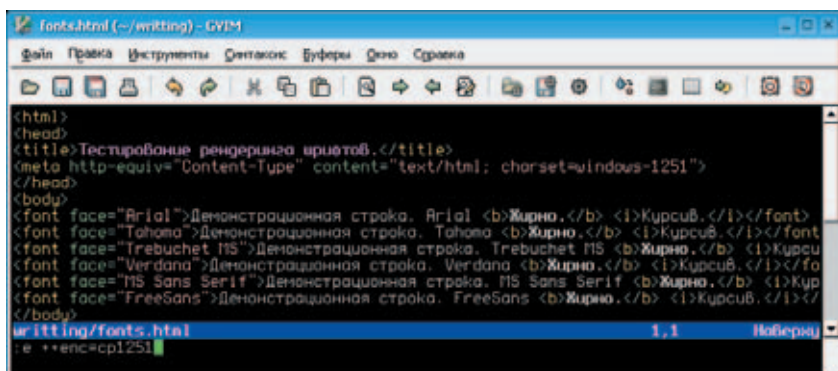 fonts.html (~/writting) - GVIM
Файл Правка Инструменты Синтаксис Буферы Окно Справка
<html>
<head>
<title>Тестирование рендеринга шрифтов.</title>
<meta http-equiv="Content-Type" content="text/html; charset=windows-1251">
</head>
<body>
<font face="Arial">Демонстрационная строка. Arial <b>Жирно.</b> <i>Курсив.</i></font>
<font face="Tahoma">Демонстрационная строка. Tahoma <b>Жирно.</b> <i>Курсив.</i></font
<font face="Trebuchet MS">Демонстрационная строка. Trebuchet MS <b>Жирно.</b> <i>Курси
<font face="Verdana">Демонстрационная строка. Verdana <b>Жирно.</b> <i>Курсив.</i></fo
<font face="MS Sans Serif">Демонстрационная строка. MS Sans Serif <b>Жирно.</b> <i>Кур
<font face="FreeSans">Демонстрационная строка. FreeSans <b>Жирно.</b> <i>Курсив.</i></
</body>
writting/fonts.html 1,1 Наверху
:e ++enc=cp1251